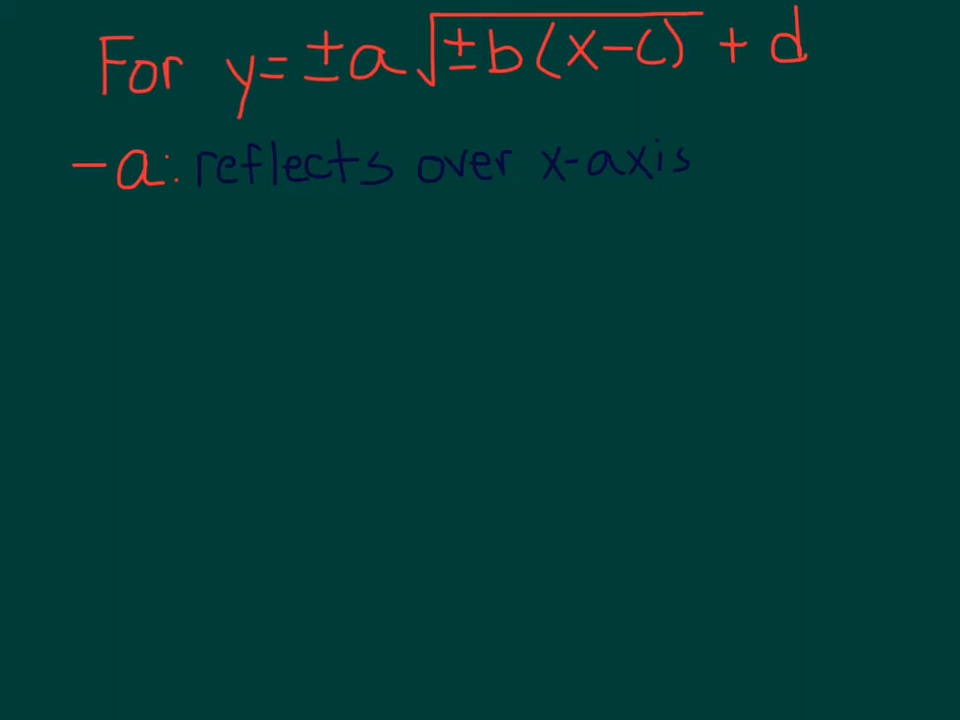 For y=±a√±b(x-c) + d
-a: reflects over x-axis